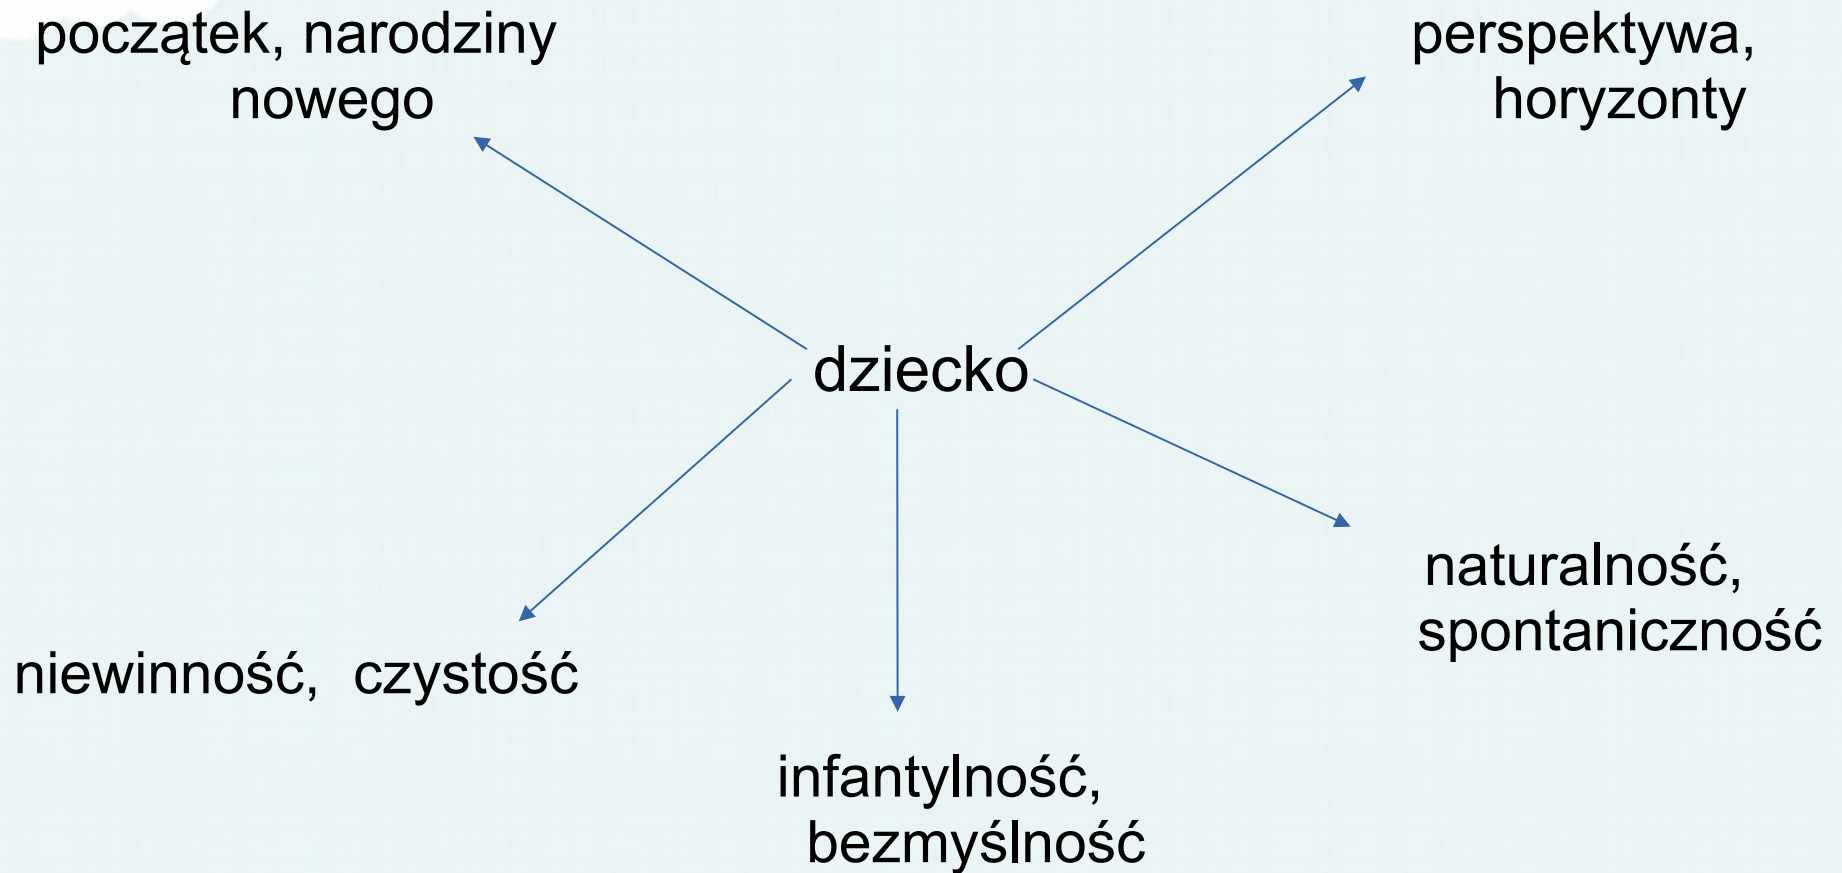 początek, narodziny
nowego
perspektywa,
horyzonty
dziecko
naturalność,
spontaniczność
niewinność, czystość
infantylność,
bezmyślność